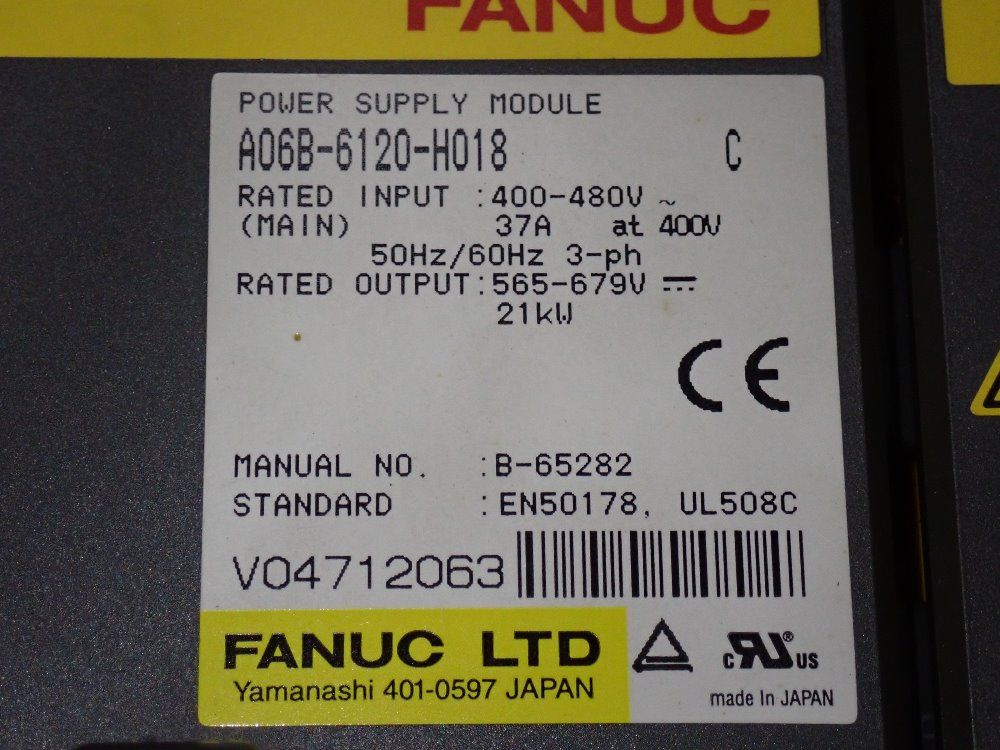 FANUC
POWER SUPPLY MODULE
A06B-6120-H018 C
RATED INPUT :400-480V ~
(MAIN) 37A at 400V
50Hz/60Hz 3-ph
RATED OUTPUT:565-679V ⎓
21kW
CE
MANUAL NO. :B-65282
STANDARD :EN50178, UL508C
V04712063
FANUC LTD
Yamanashi 401-0597 JAPAN
c RU ® US
made In JAPAN